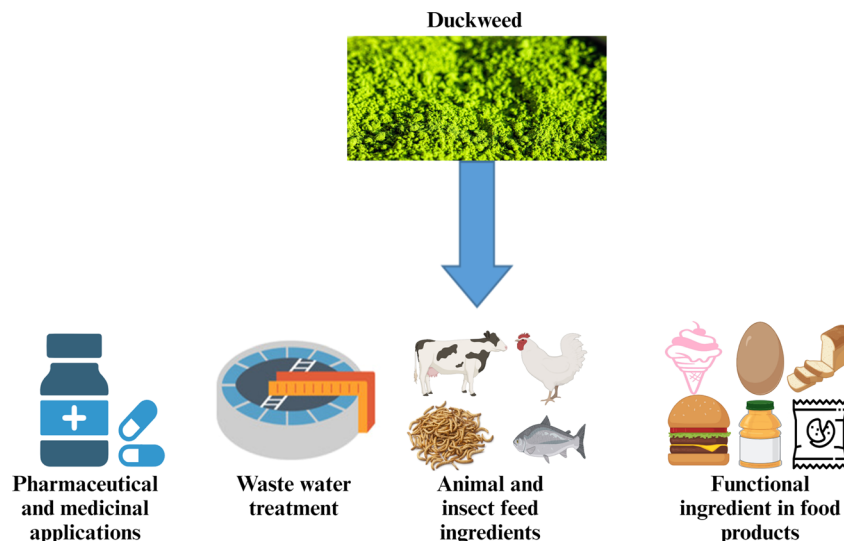 Duckweed
Pharmaceutical
and medicinal
applications
Waste water
treatment
Animal and
insect feed
ingredients
Functional
ingredient in food
products